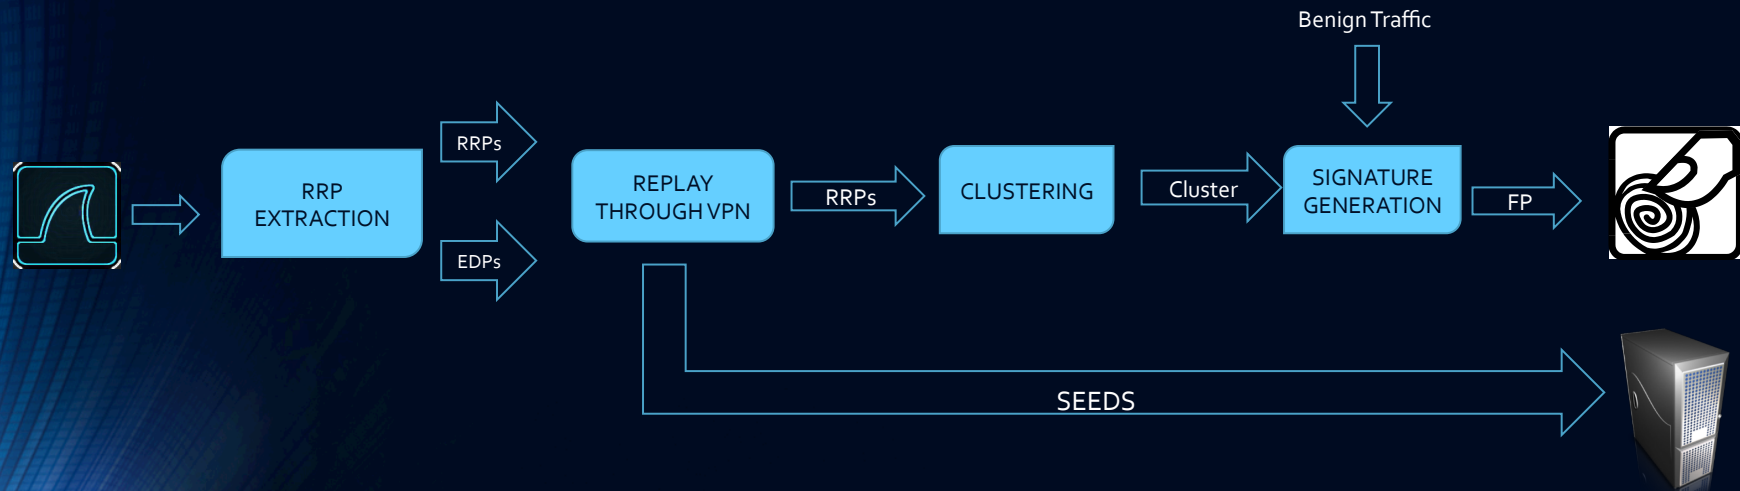 Benign Traffic
RRP
EXTRACTION
RRPs
EDPs
REPLAY
THROUGH VPN
RRPs
CLUSTERING
Cluster
SIGNATURE
GENERATION
FP
SEEDS